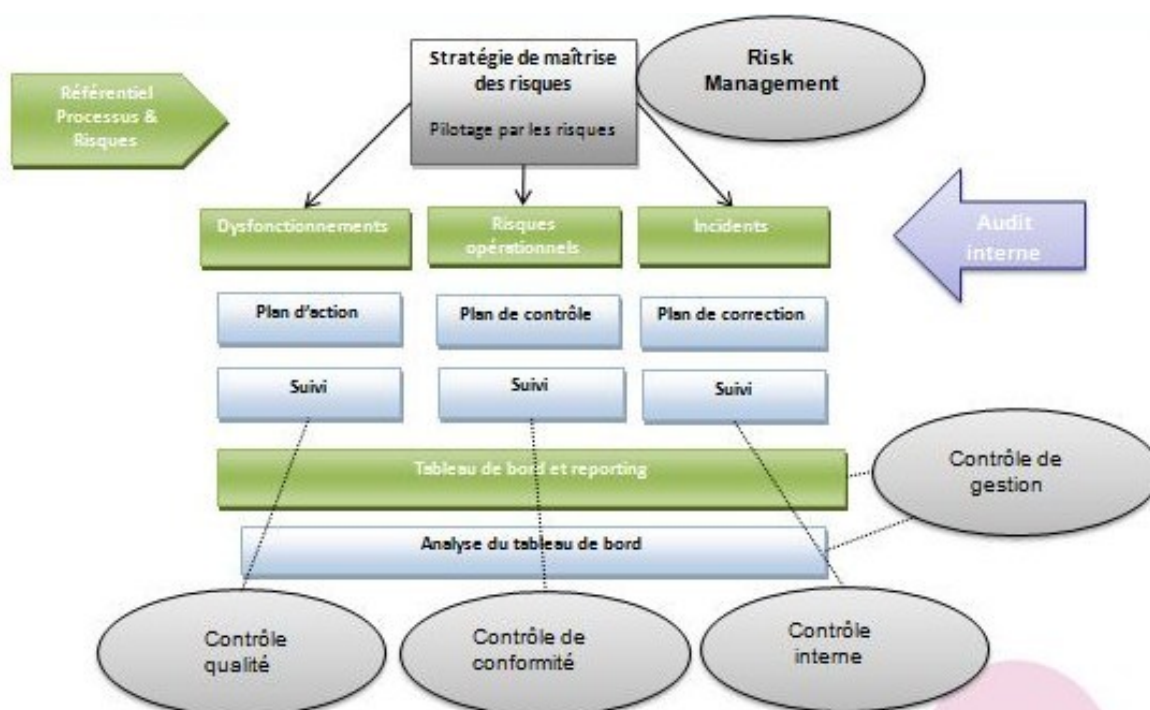 Stratégie de maîtrise
des risques
Pilotage par les risques
Risk
Management
Référentiel
Processus &
Risques
Dysfonctionnements
Risques
opérationnels
Incidents
Audit
interne
Plan d'action
Plan de contrôle
Plan de correction
Suivi
Suivi
Suivi
Tableau de bord et reporting
Contrôle de
gestion
Analyse du tableau de bord
Contrôle
qualité
Contrôle de
conformité
Contrôle
interne